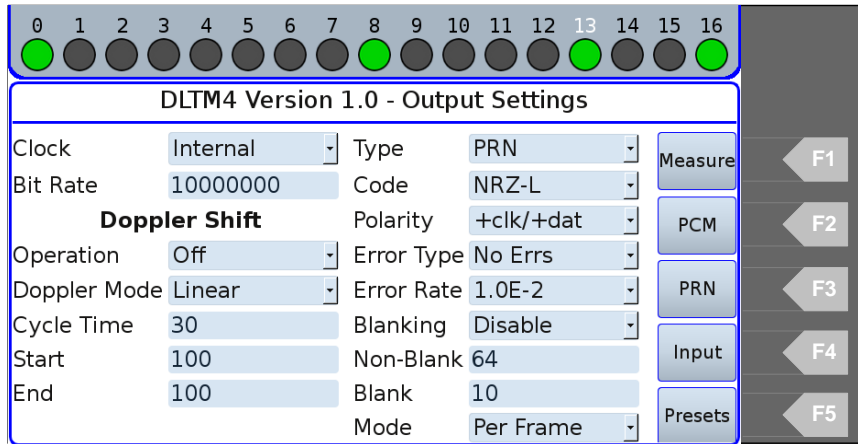 0 1 2 3 4 5 6 7 8 9 10 11 12 13 14 15 16
DLTM4 Version 1.0 - Output Settings
Clock Internal Type PRN Measure F1
Bit Rate 10000000 Code NRZ-L
Doppler Shift Polarity +clk/+dat PCM F2
Operation Off Error Type No Errs
Doppler Mode Linear Error Rate 1.0E-2 PRN F3
Cycle Time 30 Blanking Disable
Start 100 Non-Blank 64 Input F4
End 100 Blank 10
Mode Per Frame Presets F5